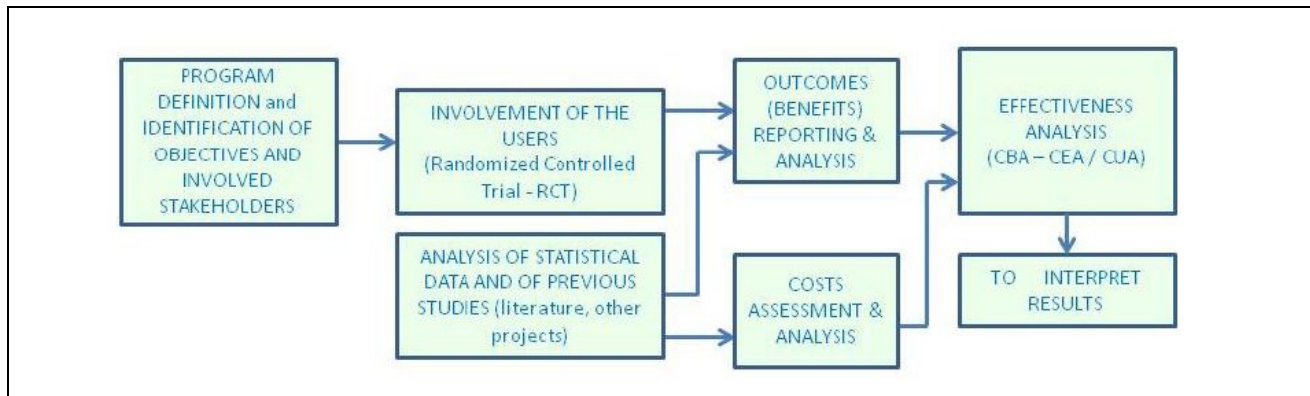 PROGRAM
DEFINITION and
IDENTIFICATION OF
OBJECTIVES AND
INVOLVED
STAKEHOLDERS
INVOLVEMENT OF THE
USERS
(Randomized Controlled
Trial - RCT)
ANALYSIS OF STATISTICAL
DATA AND OF PREVIOUS
STUDIES (literature, other
projects)
OUTCOMES
(BENEFITS)
REPORTING &
ANALYSIS
COSTS
ASSESSMENT &
ANALYSIS
EFFECTIVENESS
ANALYSIS
(CBA – CEA / CUA)
TO INTERPRET
RESULTS